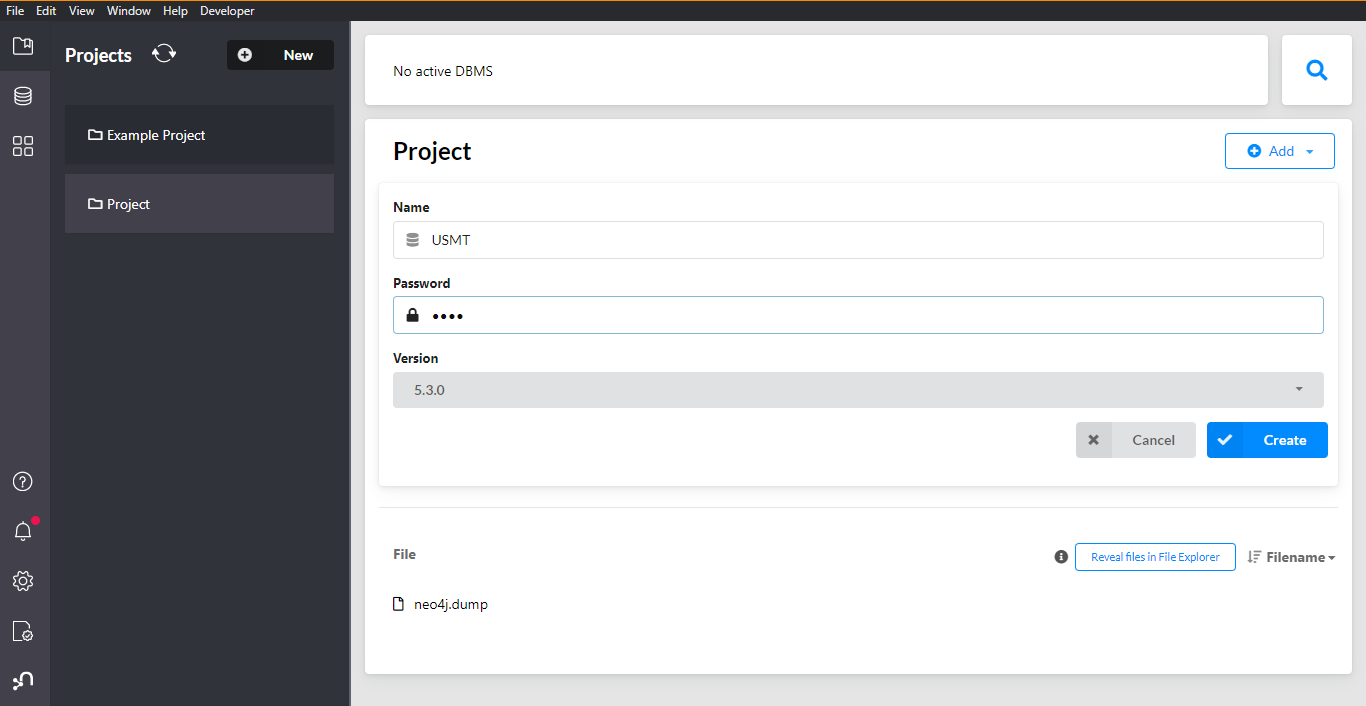 File Edit View Window Help Developer
Projects
New
Example Project
Project
No active DBMS
Project
Add
Name
USMT
Password
••••
Version
5.3.0
Cancel
Create
File
Reveal files in File Explorer
Filename
neo4j.dump